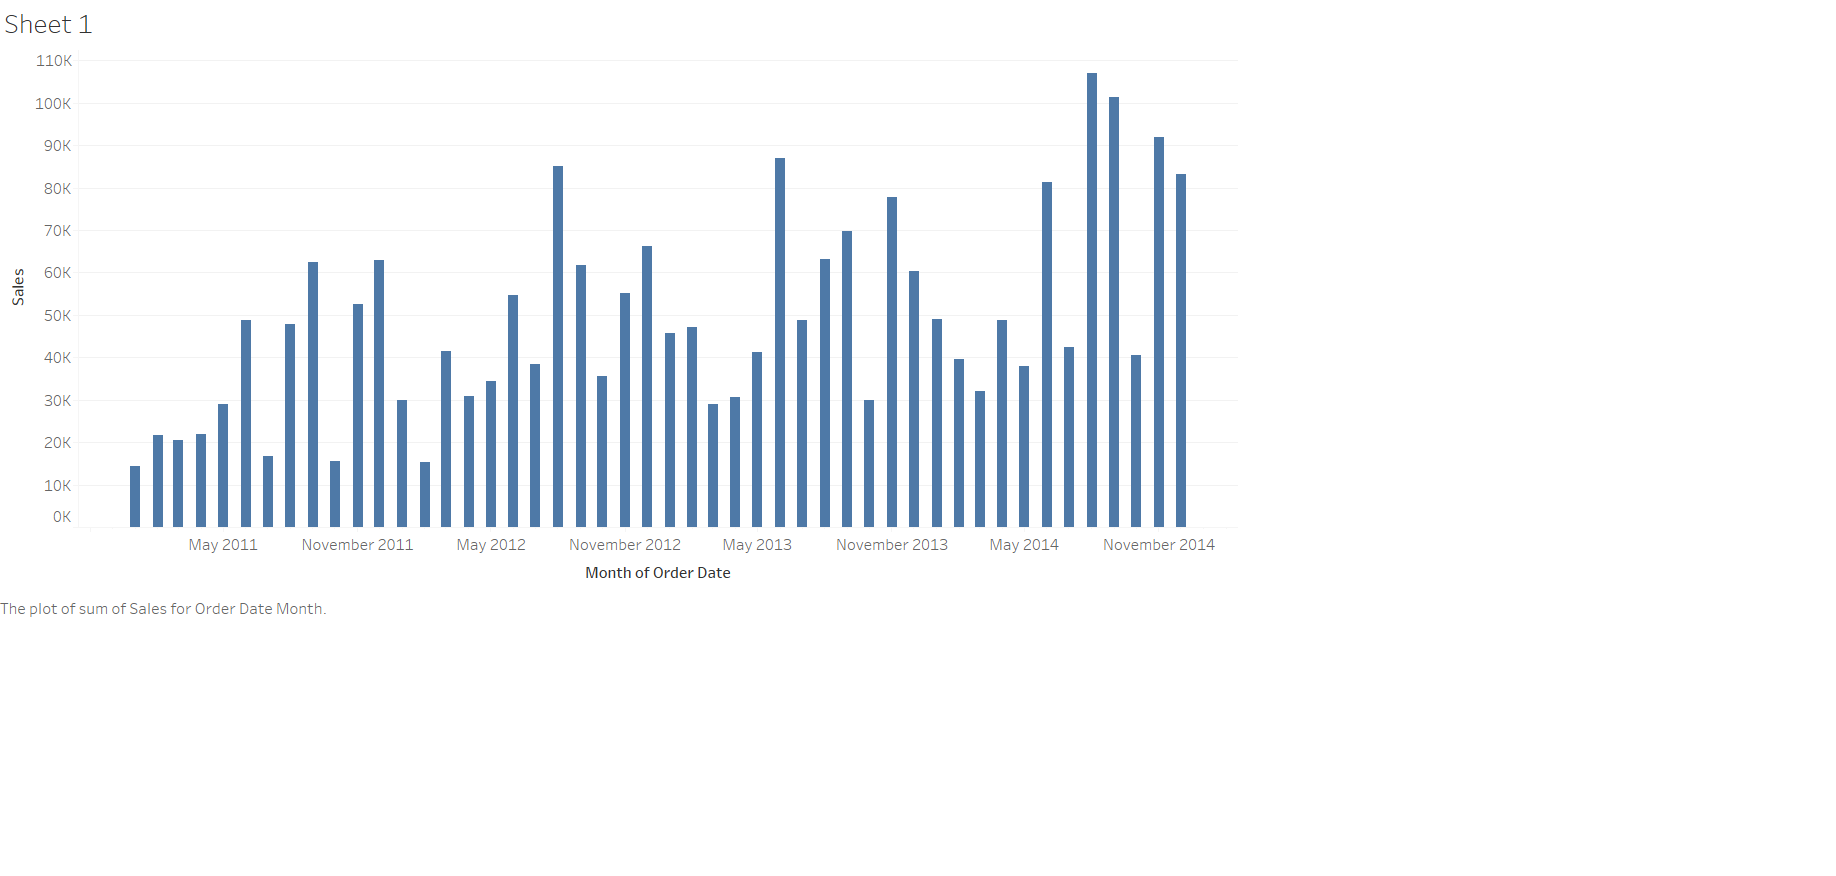 Sheet 1
110K
100K
90K
80K
70K
60K
50K
40K
30K
20K
10K
0K
Sales
May 2011 November 2011 May 2012 November 2012 May 2013 November 2013 May 2014 November 2014
Month of Order Date
The plot of sum of Sales for Order Date Month.